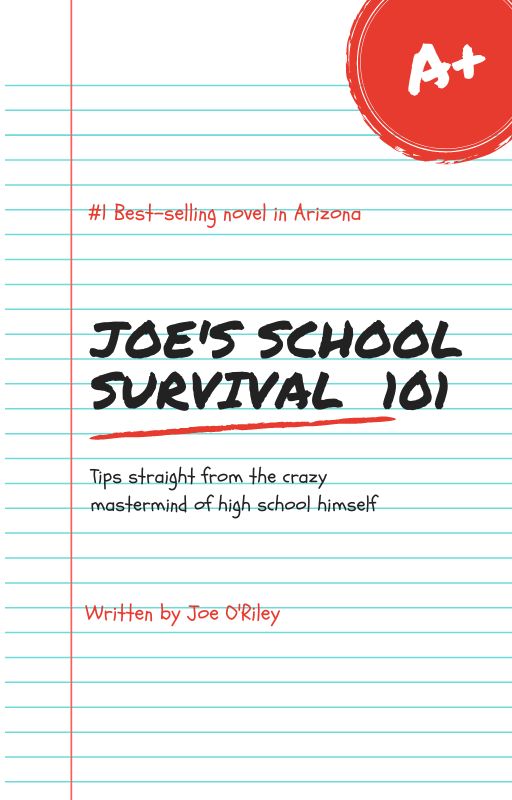 A+
#1 Best-selling novel in Arizona
JOE'S SCHOOL
SURVIVAL 101
Tips straight from the crazy
mastermind of high school himself
Written by Joe O'Riley